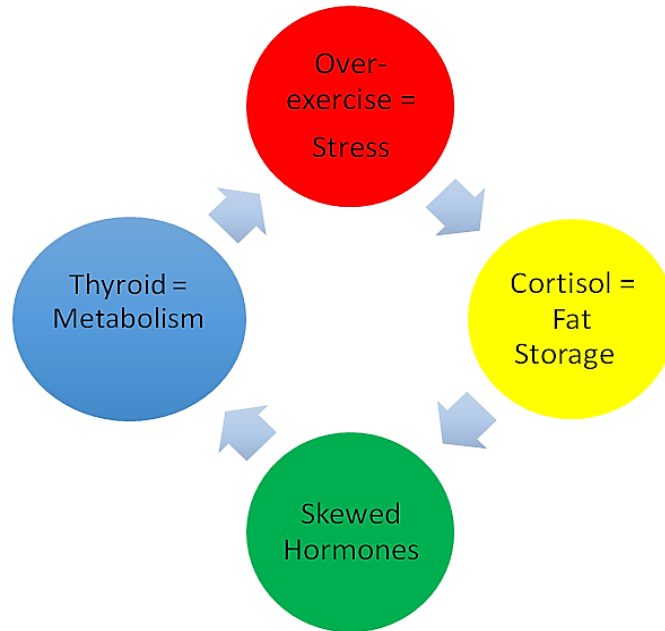 Over-
exercise =
Stress
Cortisol =
Fat
Storage
Skewed
Hormones
Thyroid =
Metabolism